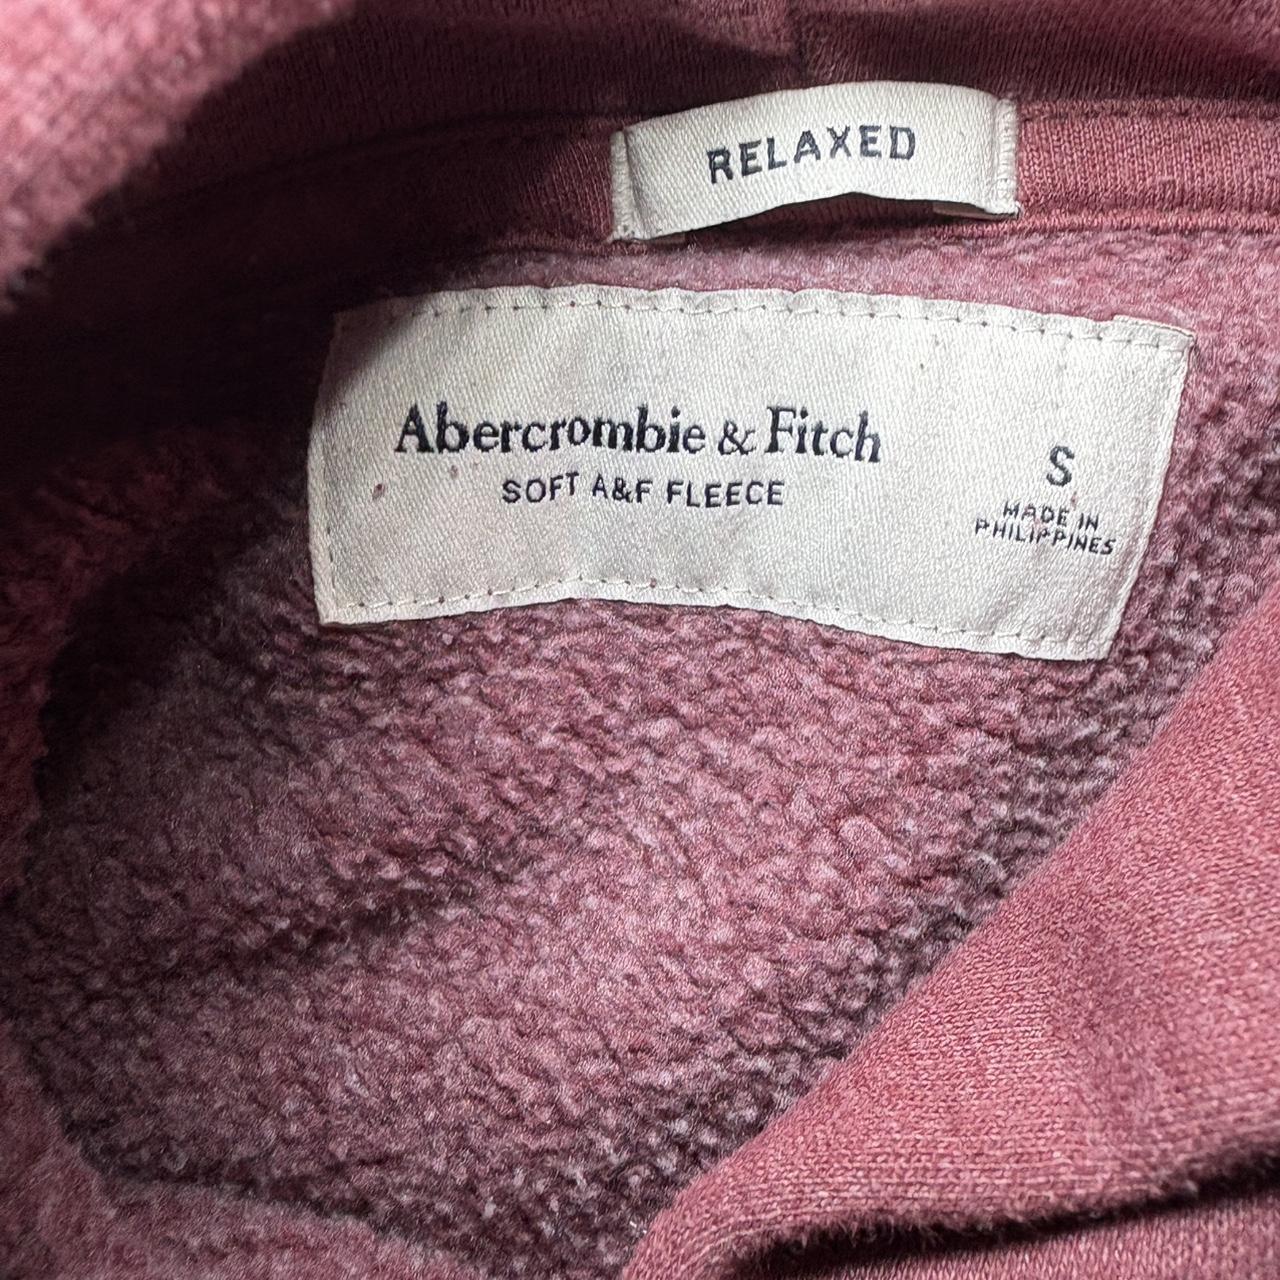 RELAXED
Abercrombie & Fitch
SOFT A&F FLEECE
S
MADE IN
PHILIPPINES